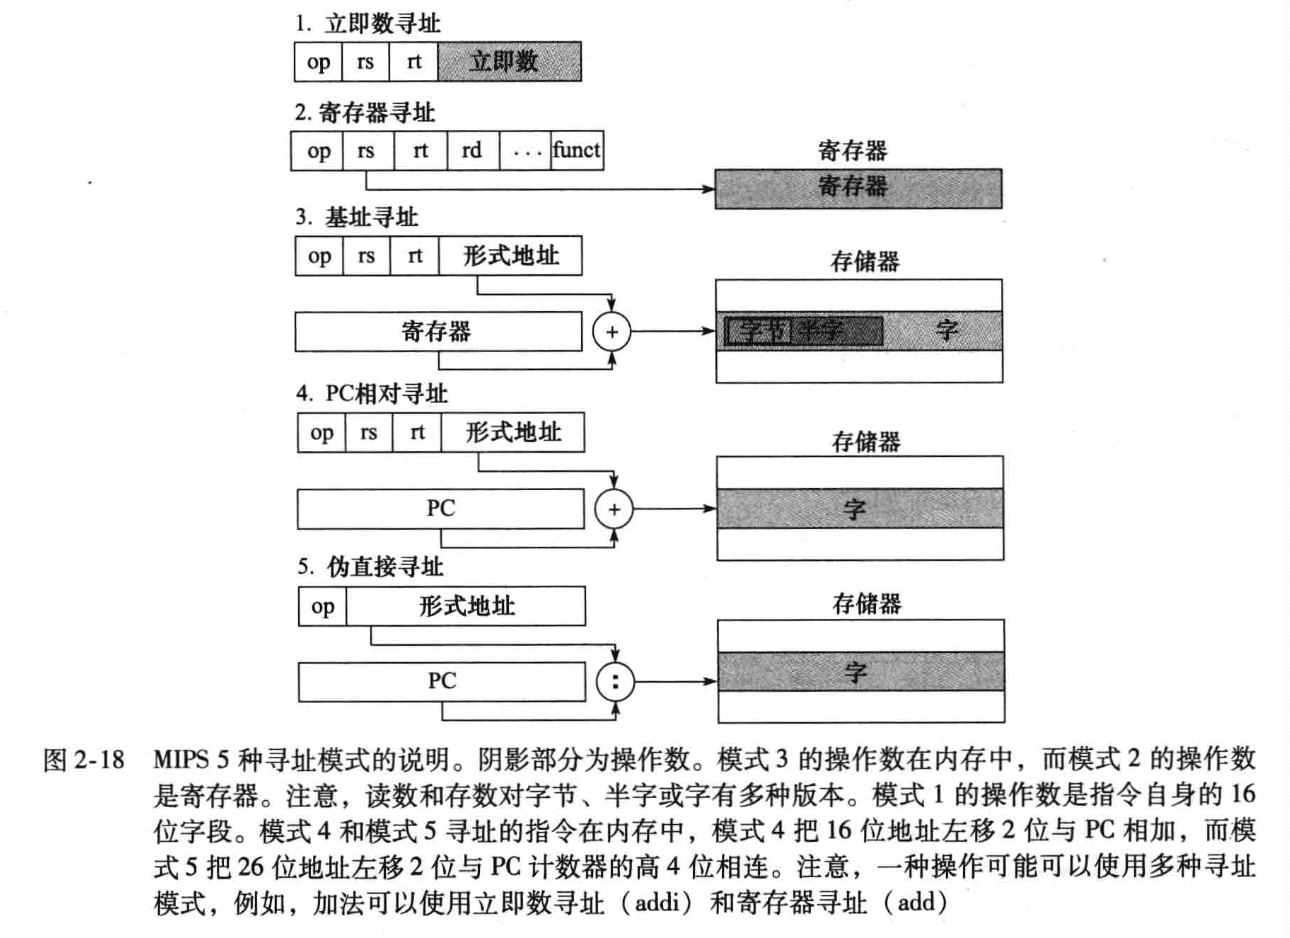 1. 立即数寻址
op rs rt 立即数
2. 寄存器寻址
op rs rt rd ... funct
寄存器
寄存器
3. 基址寻址
op rs rt 形式地址
存储器
寄存器 + 字节 半字 字
4. PC相对寻址
op rs rt 形式地址
存储器
PC + 字
5. 伪直接寻址
op 形式地址
存储器
PC : 字
图 2-18 MIPS 5 种寻址模式的说明。阴影部分为操作数。模式 3 的操作数在内存中，而模式 2 的操作数
是寄存器。注意，读数和存数对字节、半字或字有多种版本。模式 1 的操作数是指令自身的 16
位字段。模式 4 和模式 5 寻址的指令在内存中，模式 4 把 16 位地址左移 2 位与 PC 相加，而模
式 5 把 26 位地址左移 2 位与 PC 计数器的高 4 位相连。注意，一种操作可能可以使用多种寻址
模式，例如，加法可以使用立即数寻址（addi）和寄存器寻址（add）